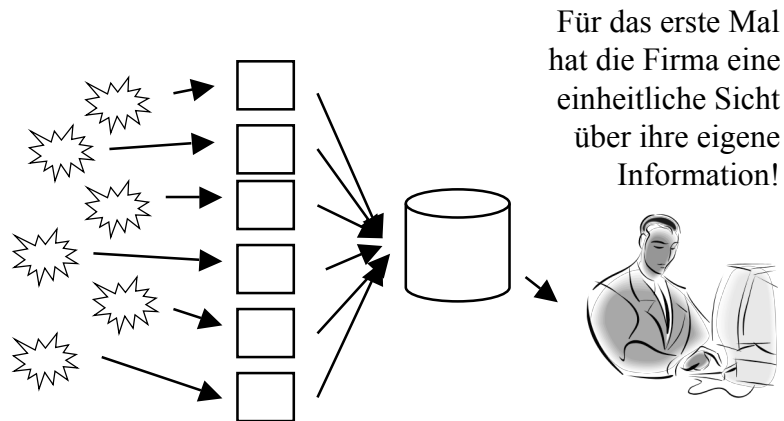 Für das erste Mal
hat die Firma eine
einheitliche Sicht
über ihre eigene
Information!